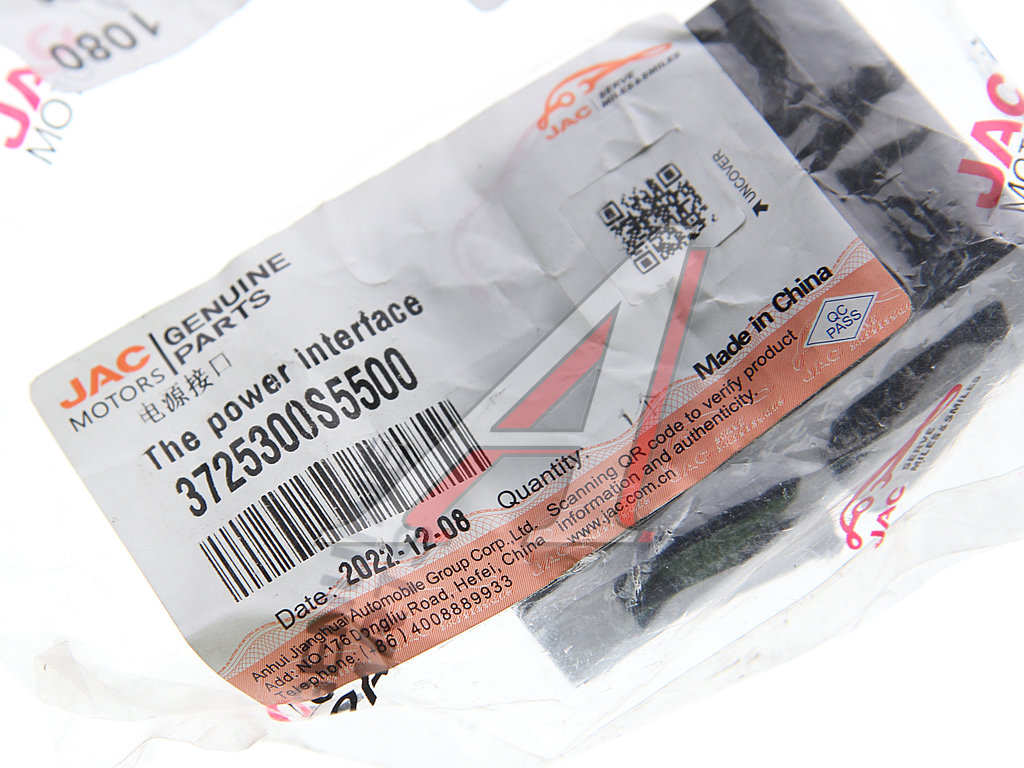 1080
JAC
MO
JAC
MOT
JAC
SERVE
MILES&SMILES
UNCOVER
JAC
MOTORS
GENUINE
PARTS
电源接口
The power interface
3725300S5500
Made in China
QC
PASS
Quantity:
Date: 2022-12-08
Scanning QR code to verify product
information and authenticity.
www.jac.com.cn
Anhui Jianghuai Automobile Group Corp.,Ltd.
Add: NO.176 Dongliu Road, Hefei, China
Telephone: (+86) 4008889933
JAC
SERVE
MILES&SMILES